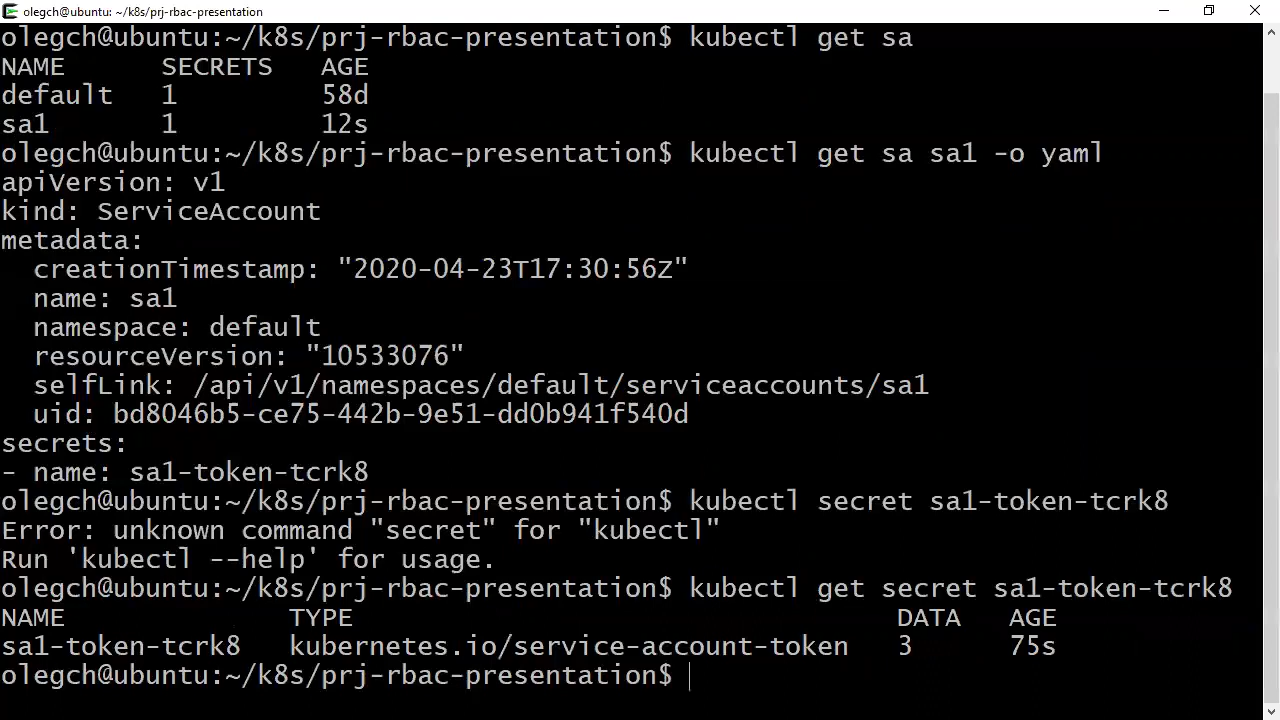 olegch@ubuntu: ~/k8s/prj-rbac-presentation
olegch@ubuntu:~/k8s/prj-rbac-presentation$ kubectl get sa
NAME      SECRETS   AGE
default   1         58d
sa1       1         12s
olegch@ubuntu:~/k8s/prj-rbac-presentation$ kubectl get sa sa1 -o yaml
apiVersion: v1
kind: ServiceAccount
metadata:
  creationTimestamp: "2020-04-23T17:30:56Z"
  name: sa1
  namespace: default
  resourceVersion: "10533076"
  selfLink: /api/v1/namespaces/default/serviceaccounts/sa1
  uid: bd8046b5-ce75-442b-9e51-dd0b941f540d
secrets:
- name: sa1-token-tcrk8
olegch@ubuntu:~/k8s/prj-rbac-presentation$ kubectl secret sa1-token-tcrk8
Error: unknown command "secret" for "kubectl"
Run 'kubectl --help' for usage.
olegch@ubuntu:~/k8s/prj-rbac-presentation$ kubectl get secret sa1-token-tcrk8
NAME              TYPE                                  DATA   AGE
sa1-token-tcrk8   kubernetes.io/service-account-token   3      75s
olegch@ubuntu:~/k8s/prj-rbac-presentation$